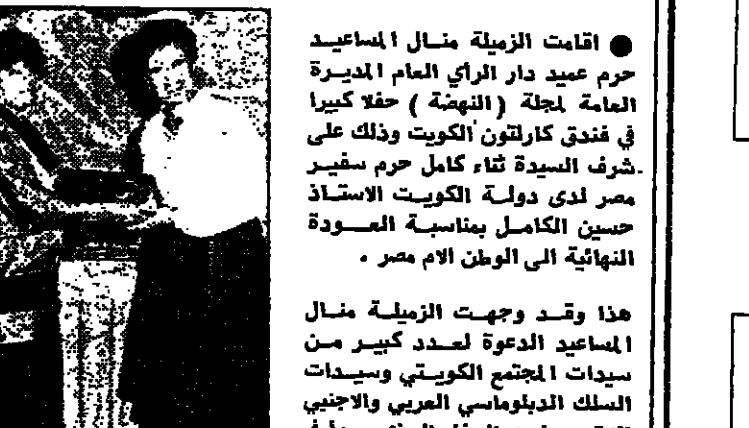 ● اقامت الزميلة منال المساعيد
حرم عميد دار الرأي العام المديرة
العامة لمجلة ( النهضة ) حفلا كبيرا
في فندق كارلتون الكويت وذلك على
شرف السيدة ثناء كامل حرم سفير
مصر لدى دولة الكويت الاستاذ
حسين الكامل بمناسبة العودة
النهائية الى الوطن الام مصر .
هذا وقد وجهت الزميلة منال
المساعيد الدعوة لعدد كبير من
سيدات المجتمع الكويتي وسيدات
السلك الدبلوماسي العربي والاجنبي